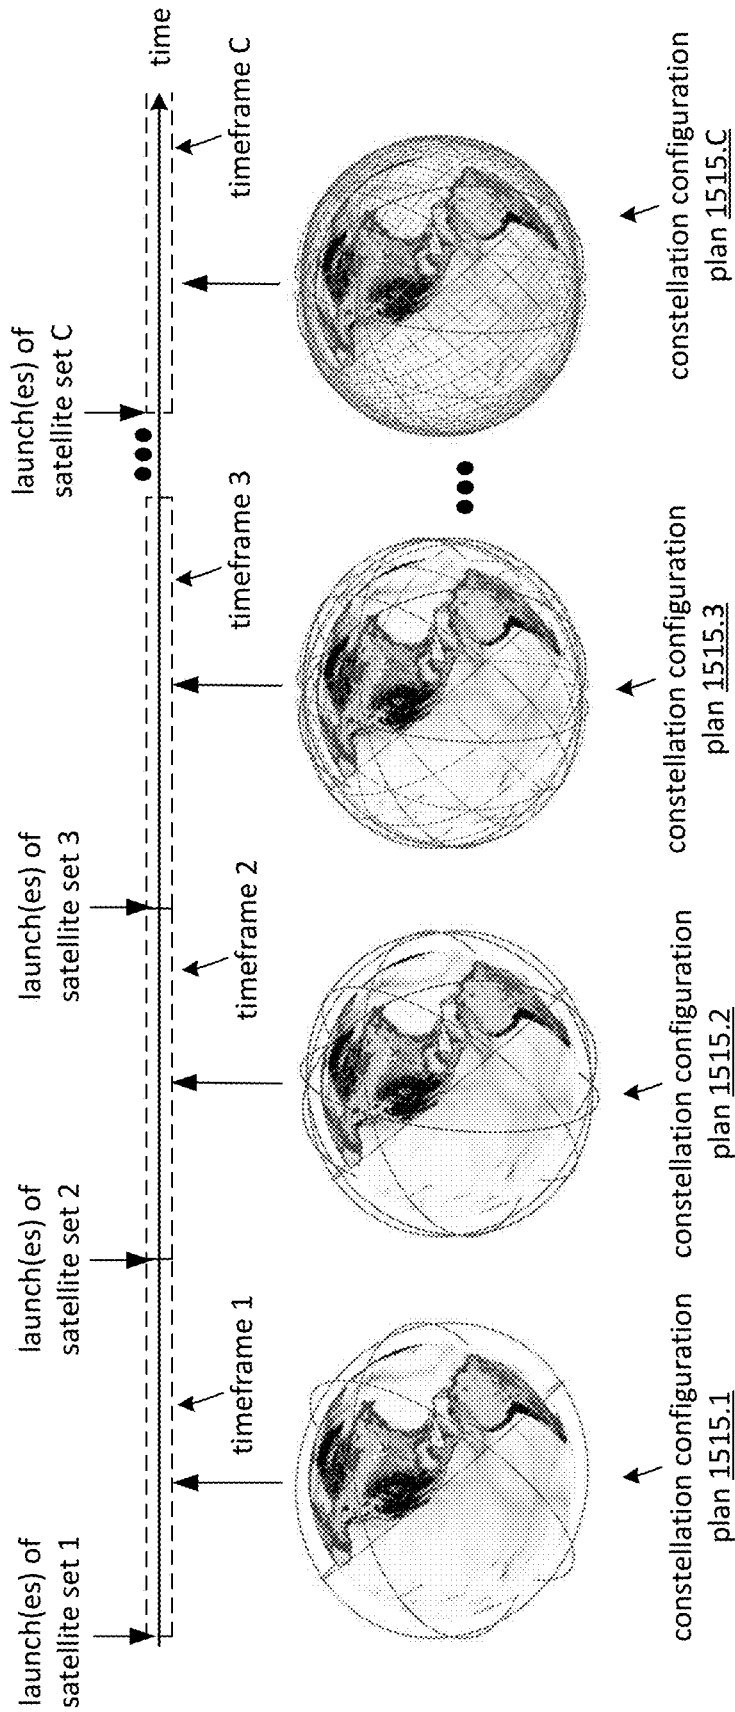 launch(es) of
satellite set 1
launch(es) of
satellite set 2
launch(es) of
satellite set 3
launch(es) of
satellite set C
time
timeframe 1
timeframe 2
timeframe 3
timeframe C
constellation configuration
plan 1515.1
constellation configuration
plan 1515.2
constellation configuration
plan 1515.3
constellation configuration
plan 1515.C